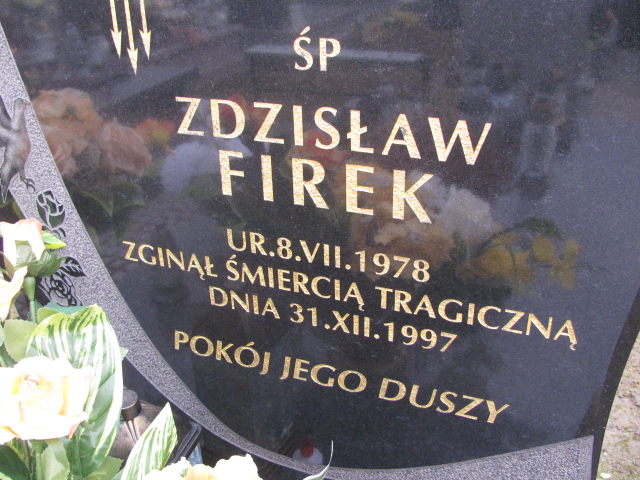 ŚP
ZDZISŁAW
FIREK
UR.8.VII.1978
ZGINĄŁ ŚMIERCIĄ TRAGICZNĄ
DNIA 31.XII.1997
POKÓJ JEGO DUSZY